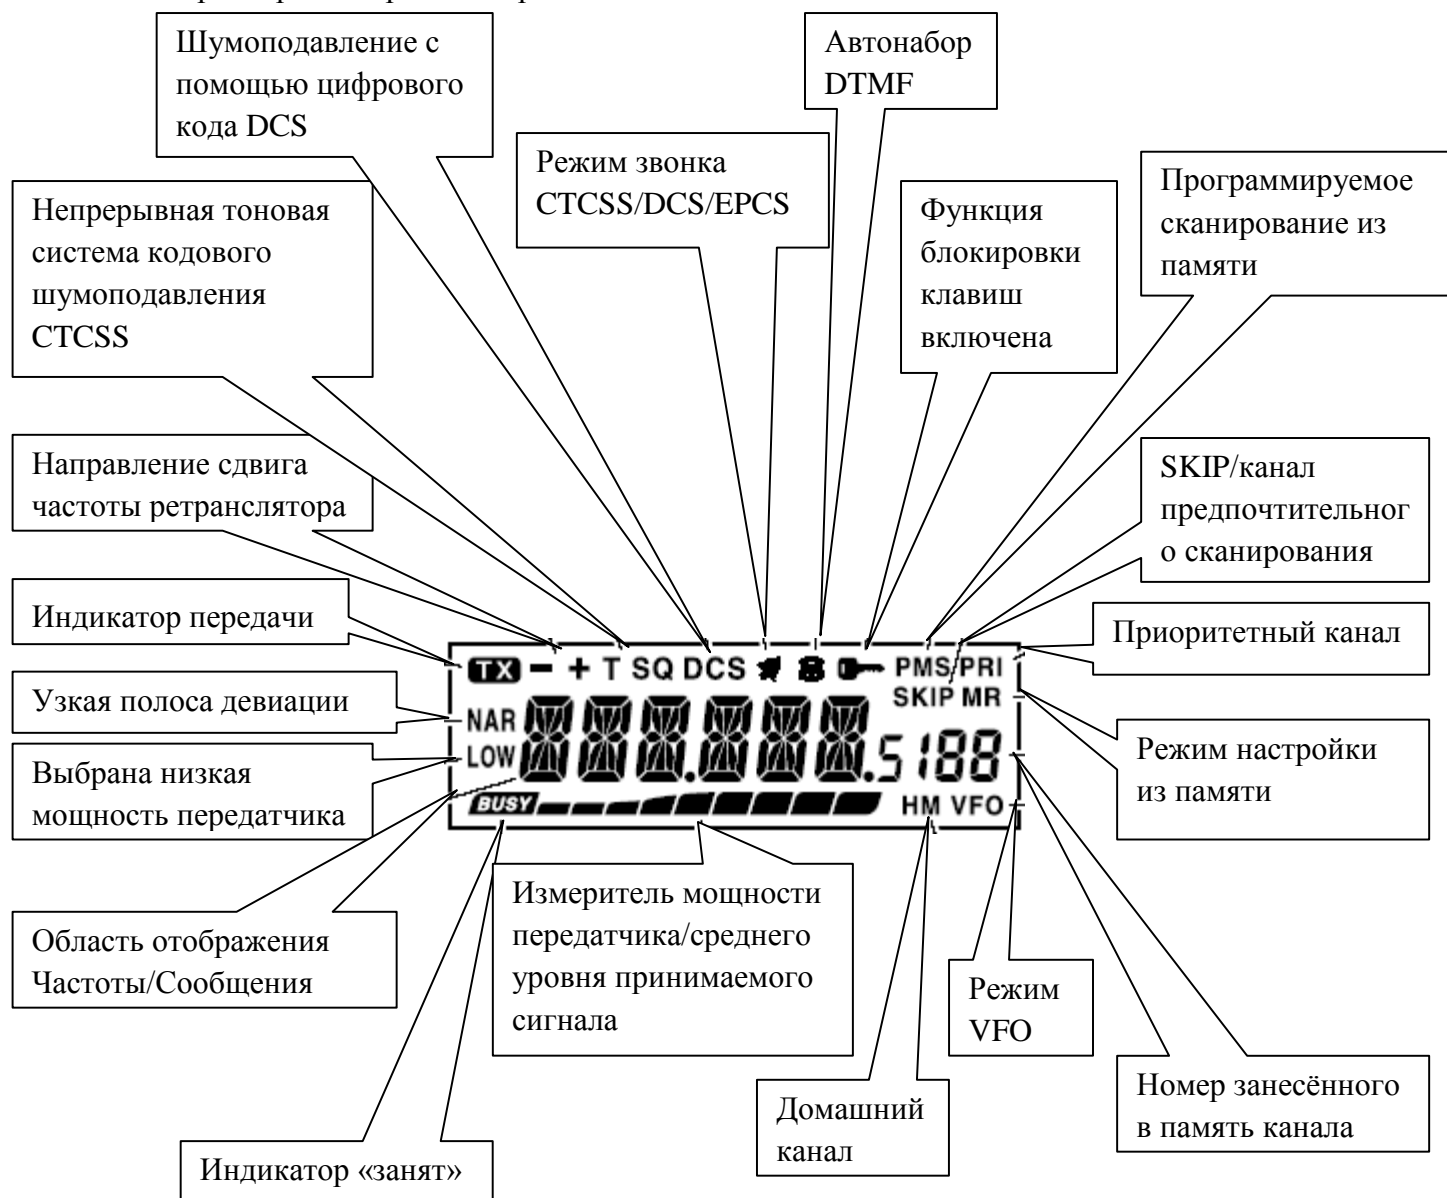 Шумоподавление с
помощью цифрового
кода DCS
Автонабор
DTMF
Режим звонка
CTCSS/DCS/EPCS
Программируемое
сканирование из
памяти
Непрерывная тоновая
система кодового
шумоподавления
CTCSS
Функция
блокировки
клавиш
включена
Направление сдвига
частоты ретранслятора
SKIP/канал
предпочтительног
о сканирования
Индикатор передачи
Приоритетный канал
TX - + T SQ DCS PMS PRI
SKIP MR
Узкая полоса девиации
NAR
LOW
5188
Выбрана низкая
мощность передатчика
Режим настройки
из памяти
BUSY
HM VFO
Область отображения
Частоты/Сообщения
Измеритель мощности
передатчика/среднего
уровня принимаемого
сигнала
Режим
VFO
Домашний
канал
Номер занесённого
в память канала
Индикатор «занят»